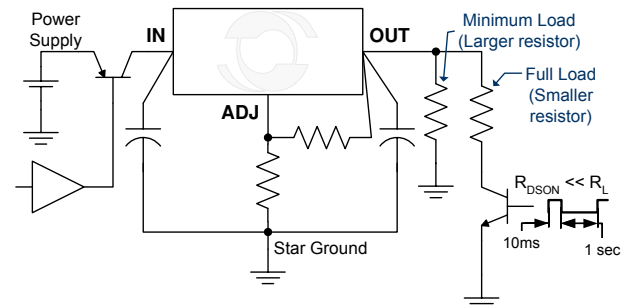 Power
Supply
IN
OUT
ADJ
Minimum Load
(Larger resistor)
Full Load
(Smaller
resistor)
R_DSON << R_L
10ms
1 sec
Star Ground